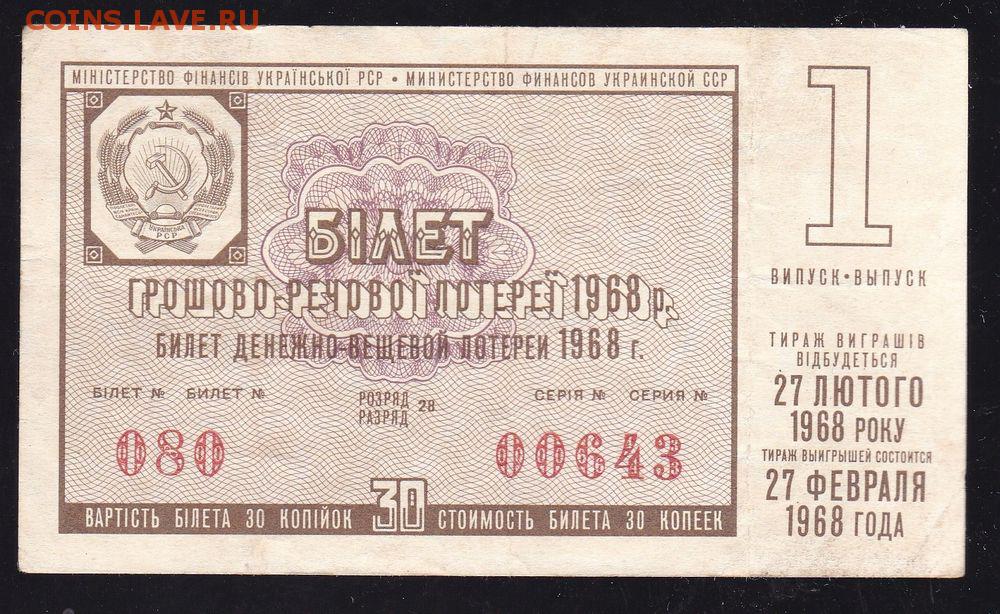 COINS.LAVE.RU
МІНІСТЕРСТВО ФІНАНСІВ УКРАЇНСЬКОЇ РСР • МИНИСТЕРСТВО ФИНАНСОВ УКРАИНСКОЙ ССР
УКРАЇНСЬКА
РСР
БІЛЕТ
ГРОШОВО-РЕЧОВОЇ ЛОТЕРЕЇ 1968 р.
БИЛЕТ ДЕНЕЖНО-ВЕЩЕВОЙ ЛОТЕРЕИ 1968 г.
БІЛЕТ № БИЛЕТ №
РОЗРЯД
РАЗРЯД 28
СЕРІЯ № СЕРИЯ №
080
00643
ВАРТІСТЬ БІЛЕТА 30 КОПІЙОК 30 СТОИМОСТЬ БИЛЕТА 30 КОПЕЕК
1
ВИПУСК • ВЫПУСК
ТИРАЖ ВИГРАШІВ
ВІДБУДЕТЬСЯ
27 ЛЮТОГО
1968 РОКУ
ТИРАЖ ВЫИГРЫШЕЙ СОСТОИТСЯ
27 ФЕВРАЛЯ
1968 ГОДА